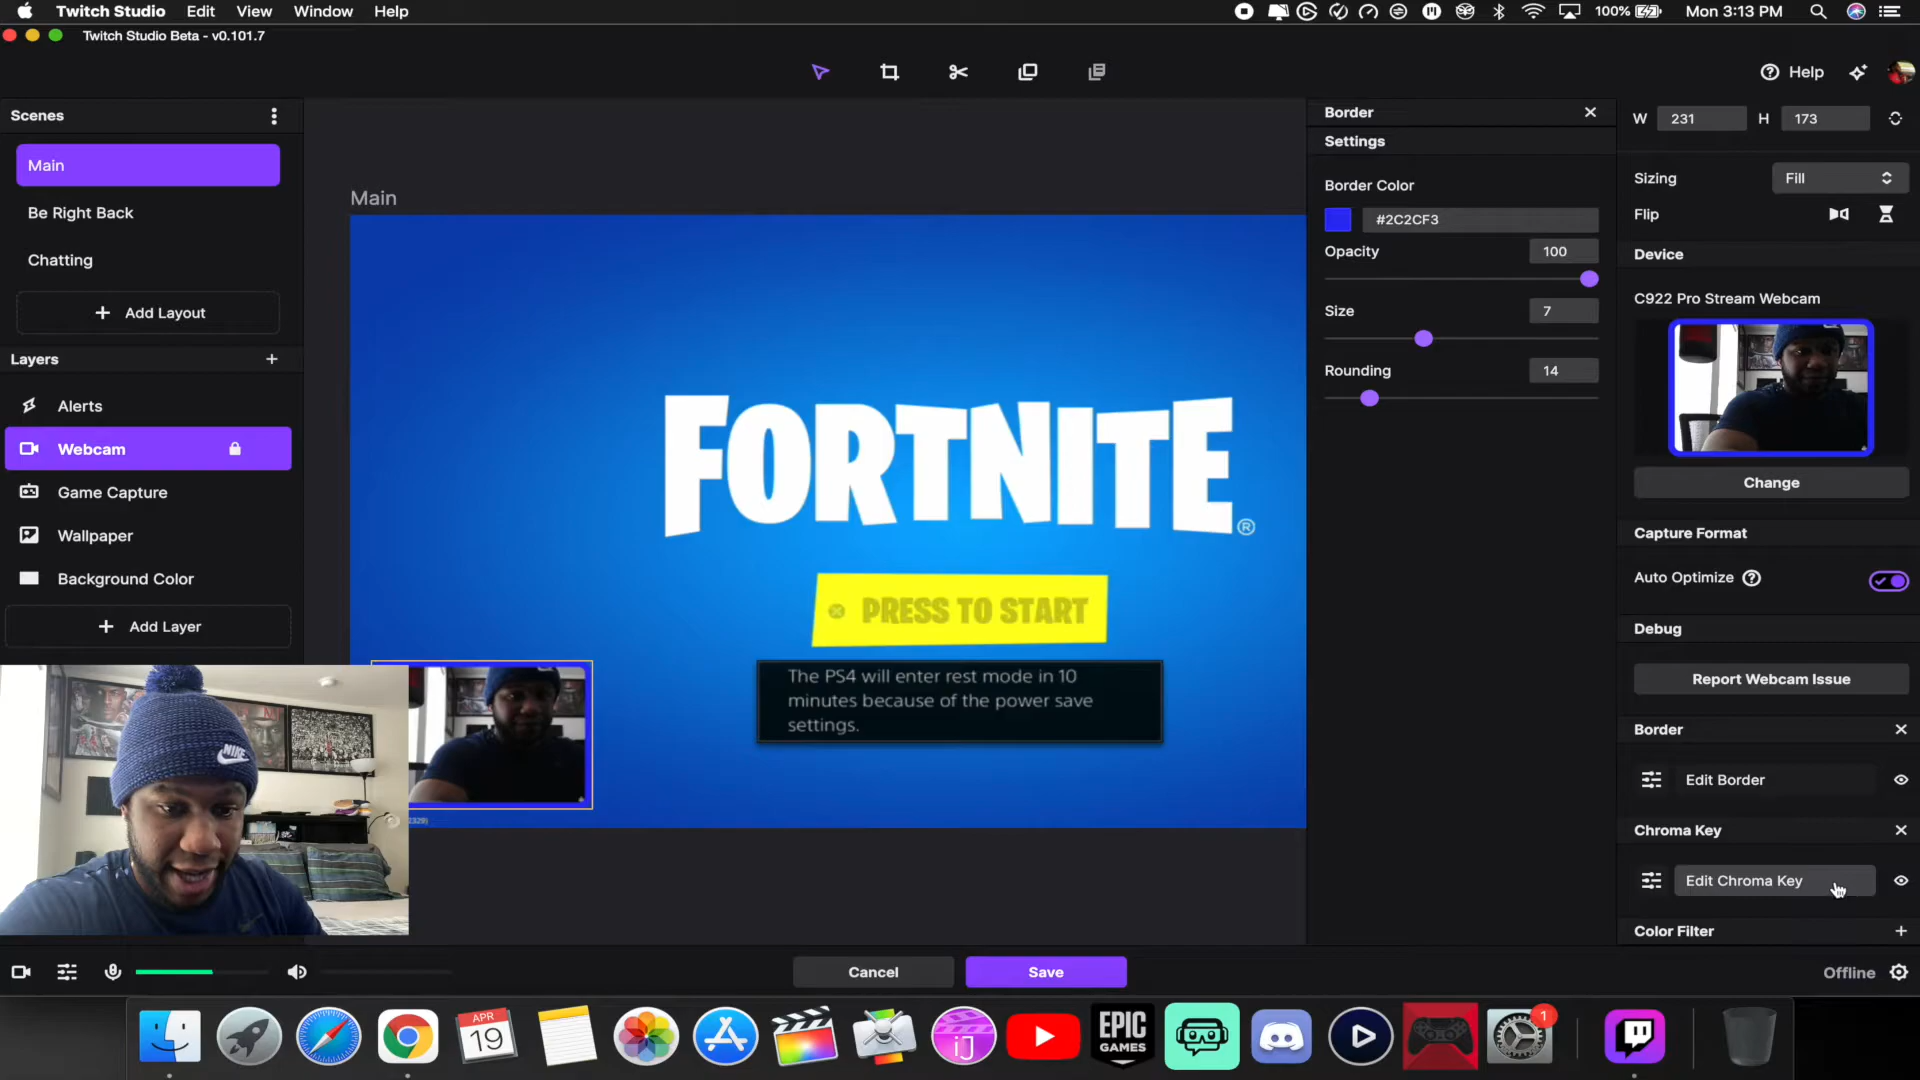 Twitch Studio Edit View Window Help
100% Mon 3:13 PM
Twitch Studio Beta - v0.101.7
Help
Scenes
Main
Be Right Back
Chatting
Add Layout
Layers
Alerts
Webcam
Game Capture
Wallpaper
Background Color
Add Layer
Main
FORTNITE
®
PRESS TO START
The PS4 will enter rest mode in 10
minutes because of the power save
settings.
NIKE
Border
Settings
Border Color
#2C2CF3
Opacity 100
Size 7
Rounding 14
W 231 H 173
Sizing Fill
Flip
Device
C922 Pro Stream Webcam
Change
Capture Format
Auto Optimize
Debug
Report Webcam Issue
Border
Edit Border
Chroma Key
Edit Chroma Key
Color Filter
Cancel Save
Offline
APR
19
iJ
EPIC
GAMES
1